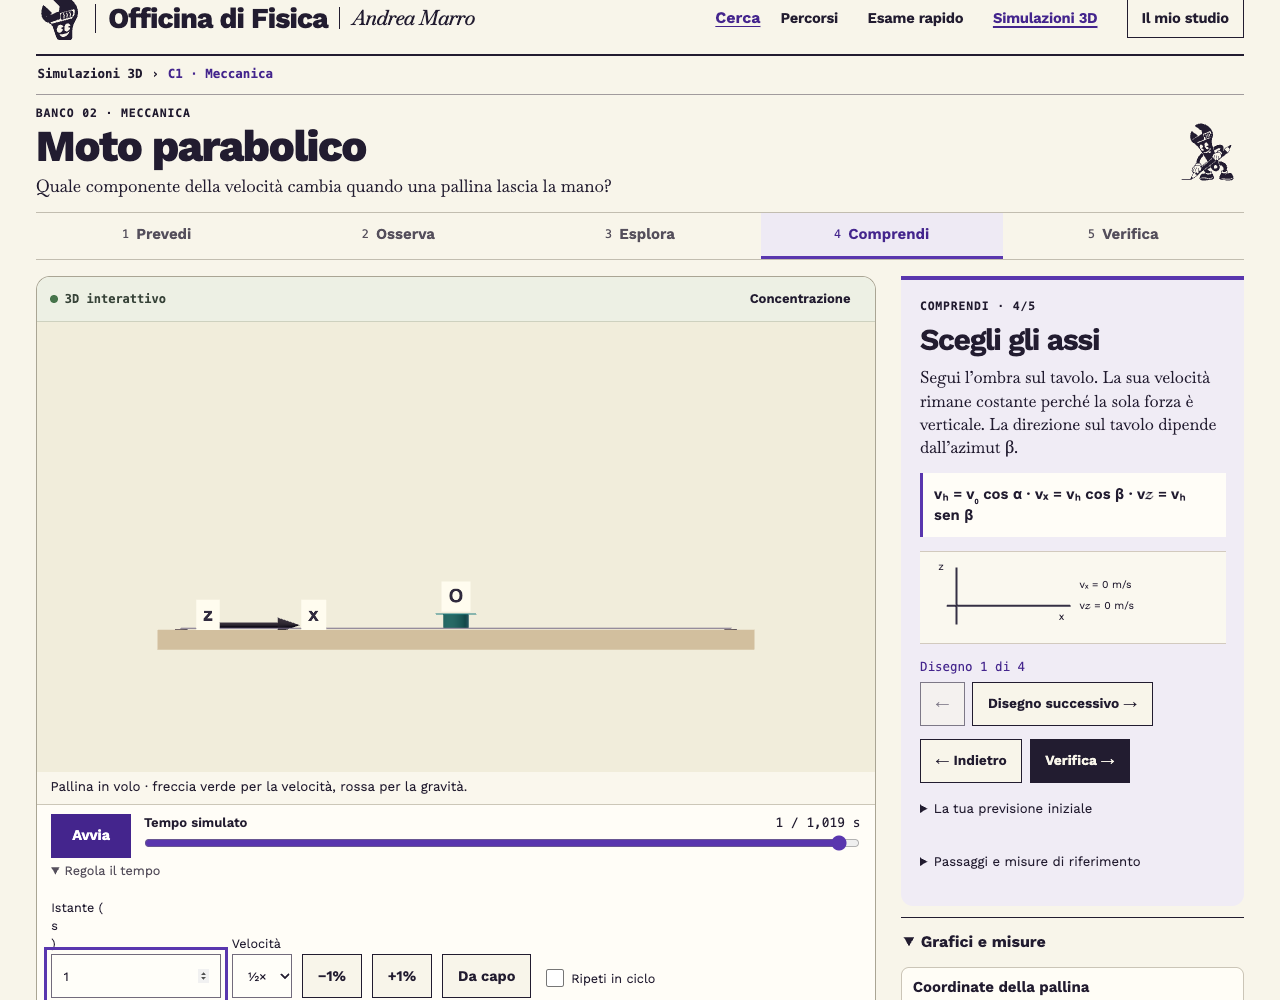 Officina di Fisica
Andrea Marro
Cerca
Percorsi
Esame rapido
Simulazioni 3D
Il mio studio
Simulazioni 3D › C1 · Meccanica
BANCO 02 · MECCANICA
Moto parabolico
Quale componente della velocità cambia quando una pallina lascia la mano?
1 Prevedi
2 Osserva
3 Esplora
4 Comprendi
5 Verifica
3D interattivo
Concentrazione
z
x
O
Pallina in volo · freccia verde per la velocità, rossa per la gravità.
Avvia
Tempo simulato
1 / 1,019 s
▼ Regola il tempo
Istante (
s
)
1
Velocità
½×
−1%
+1%
Da capo
Ripeti in ciclo
COMPRENDI · 4/5
Scegli gli assi
Segui l’ombra sul tavolo. La sua velocità
rimane costante perché la sola forza è
verticale. La direzione sul tavolo dipende
dall’azimut β.
vₕ = v₀ cos α · vₓ = vₕ cos β · v𝑧 = vₕ
sen β
z
x
vₓ = 0 m/s
v𝑧 = 0 m/s
Disegno 1 di 4
←
Disegno successivo →
← Indietro
Verifica →
▶ La tua previsione iniziale
▶ Passaggi e misure di riferimento
▼ Grafici e misure
Coordinate della pallina